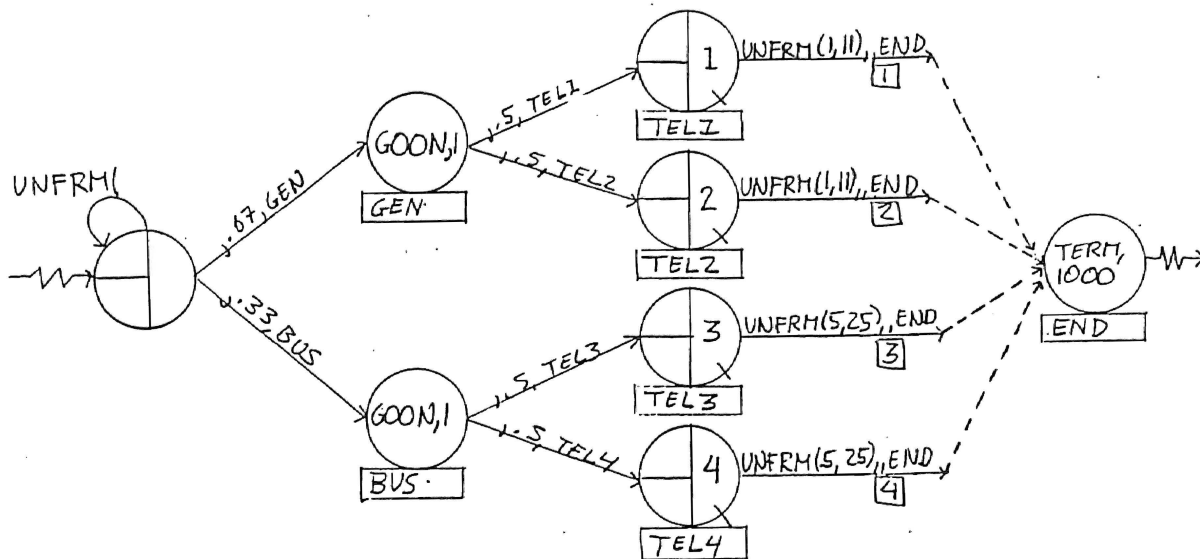 UNFRM(
,.67,GEN
,.33,BUS
GOON,1
GEN.
GOON,1
BUS.
,.5,TEL1
,.5,TEL2
,.5,TEL3
,.5,TEL4
1
TEL1
UNFRM(1,11),,END
1
2
TEL2
UNFRM(1,11),,END
2
3
TEL3
UNFRM(5,25),,END
3
4
TEL4
UNFRM(5,25),,END
4
TERM,
1000
END